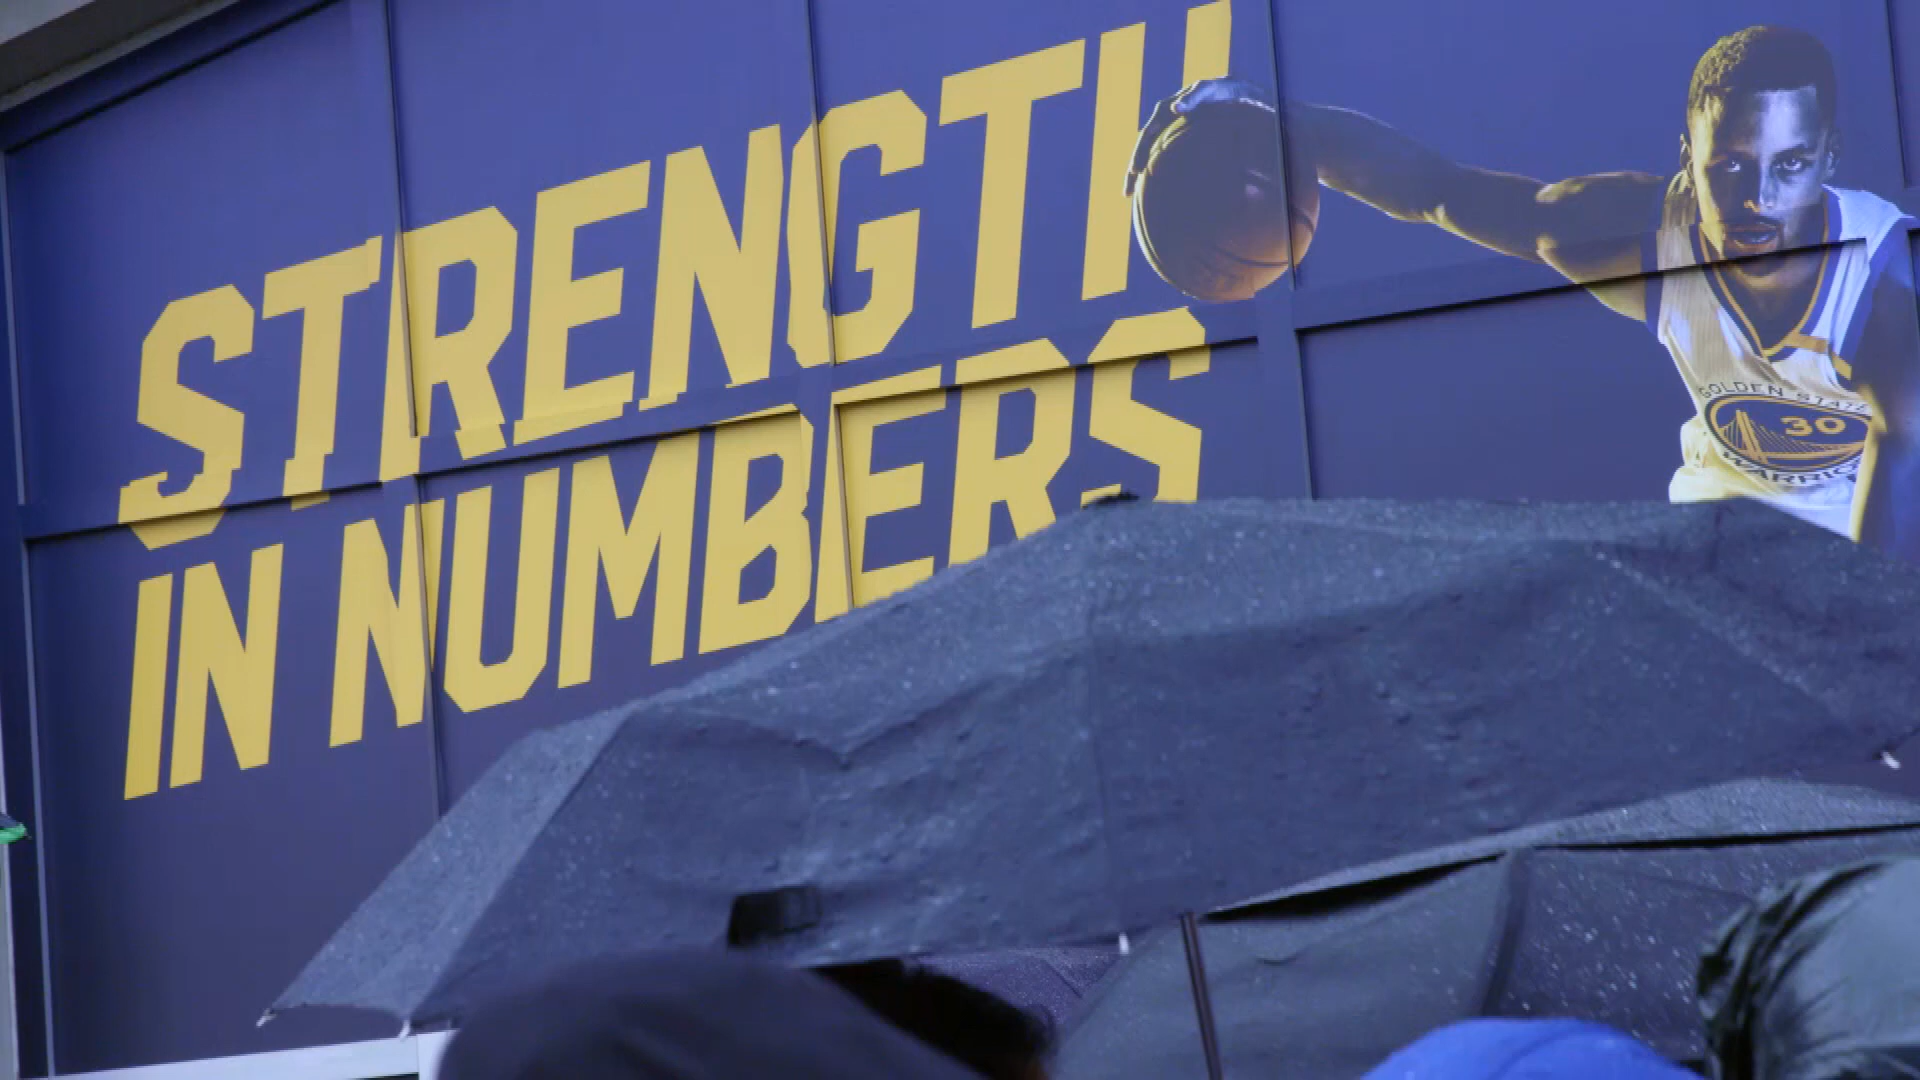 STRENGTH
IN NUMBERS
GOLDEN STATE
30
WARRIORS